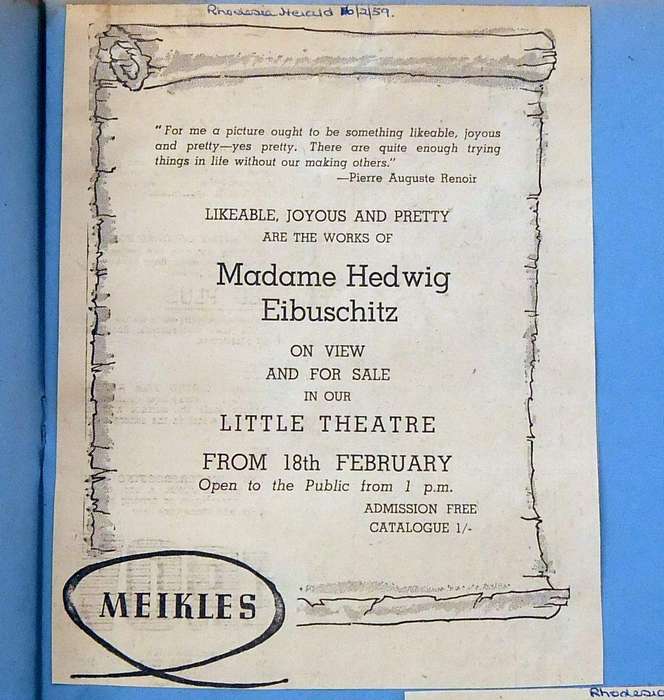 Rhodesia Herald 16/2/59.
"For me a picture ought to be something likeable, joyous
and pretty—yes pretty. There are quite enough trying
things in life without our making others."
—Pierre Auguste Renoir
LIKEABLE, JOYOUS AND PRETTY
ARE THE WORKS OF
Madame Hedwig
Eibuschitz
ON VIEW
AND FOR SALE
IN OUR
LITTLE THEATRE
FROM 18th FEBRUARY
Open to the Public from 1 p.m.
ADMISSION FREE
CATALOGUE 1/-
MEIKLES
Rhodesia